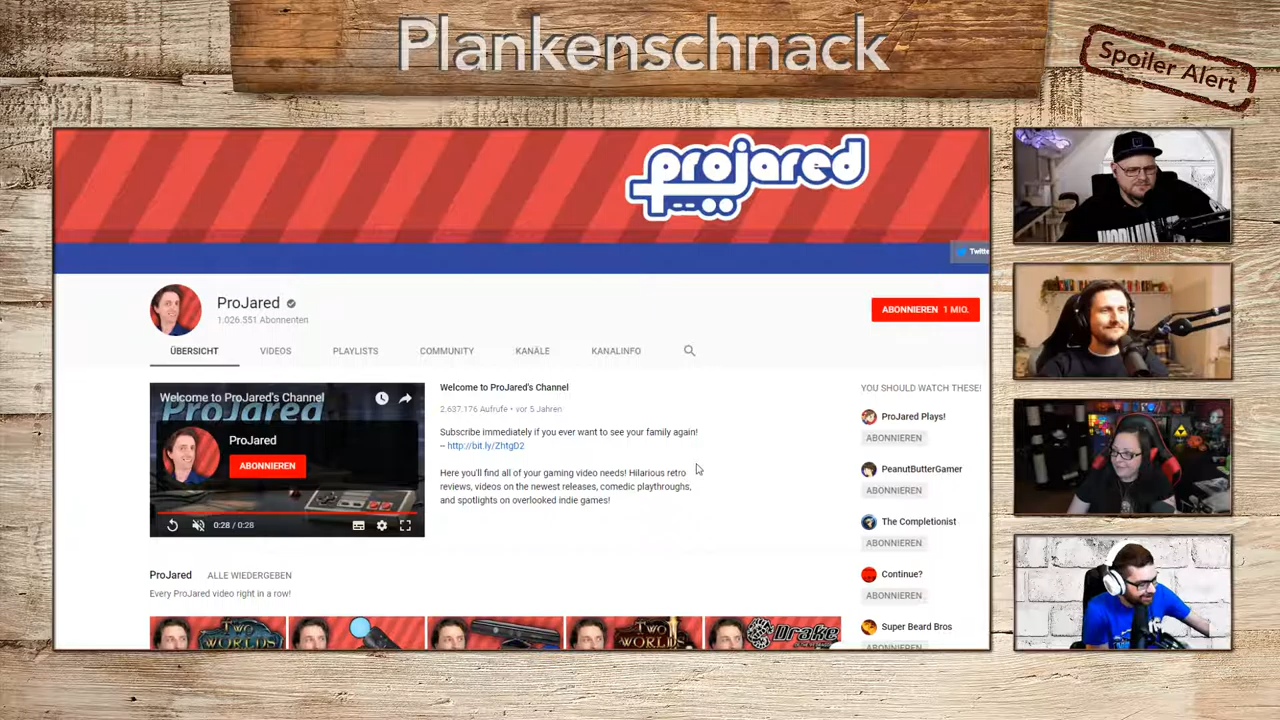 Plankenschnack
Spoiler Alert
projared
Twitte
ProJared
1.026.551 Abonnenten
ABONNIEREN 1 MIO.
ÜBERSICHT VIDEOS PLAYLISTS COMMUNITY KANÄLE KANALINFO
Welcome to ProJared's Channel
ProJared
ProJared
ABONNIEREN
0:28 / 0:28
Welcome to ProJared's Channel
2.637.176 Aufrufe • vor 5 Jahren
Subscribe immediately if you ever want to see your family again!
– http://bit.ly/ZhtgD2
Here you'll find all of your gaming video needs! Hilarious retro
reviews, videos on the newest releases, comedic playthroughs,
and spotlights on overlooked indie games!
YOU SHOULD WATCH THESE!
ProJared Plays!
ABONNIEREN
PeanutButterGamer
ABONNIEREN
The Completionist
ABONNIEREN
Continue?
ABONNIEREN
Super Beard Bros
ABONNIEREN
ProJared ALLE WIEDERGEBEN
Every ProJared video right in a row!
TWO WORLDS
TWO WORLDS
Drake